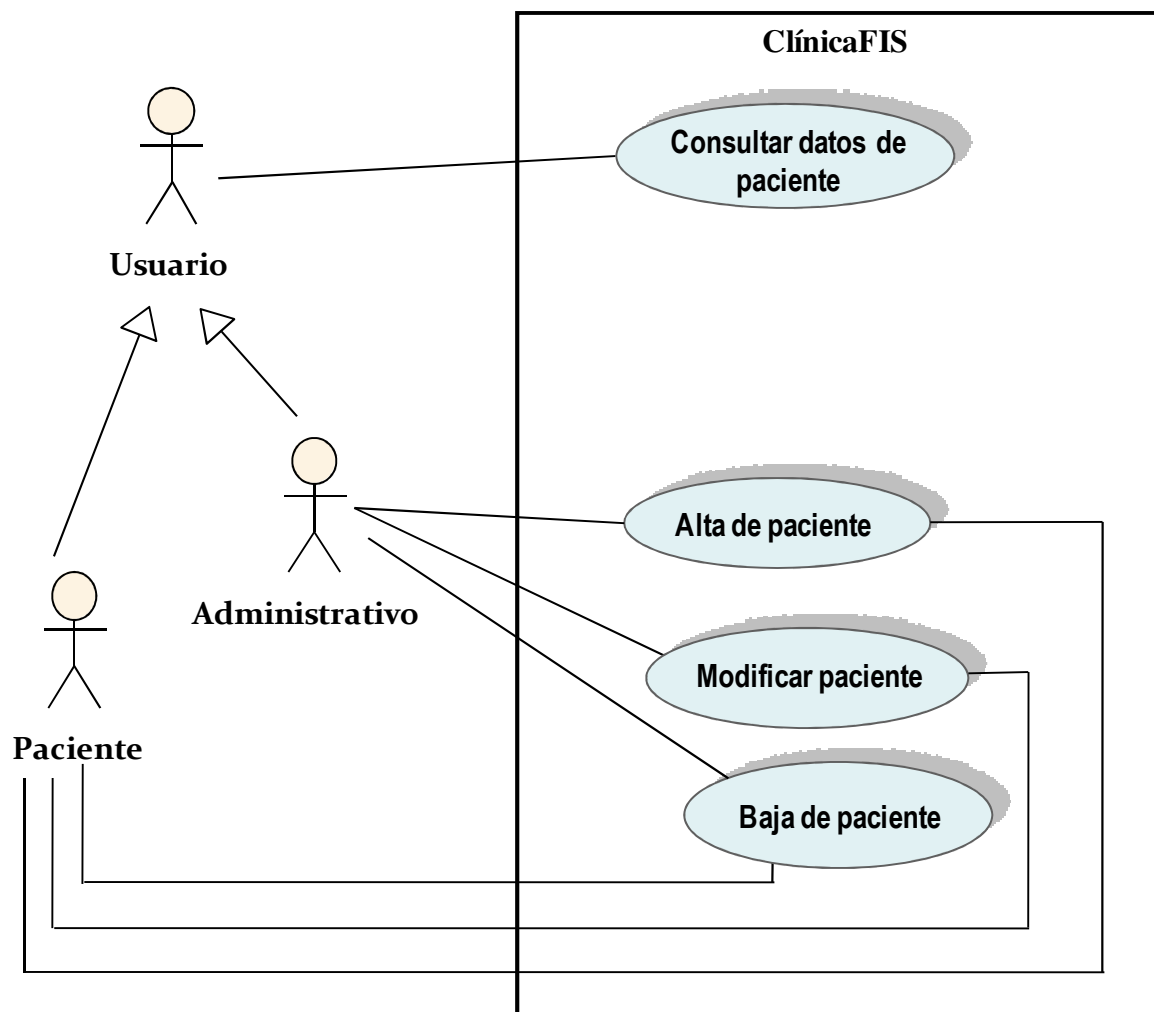 ClínicaFIS
Consultar datos de
paciente
Usuario
Alta de paciente
Administrativo
Modificar paciente
Paciente
Baja de paciente